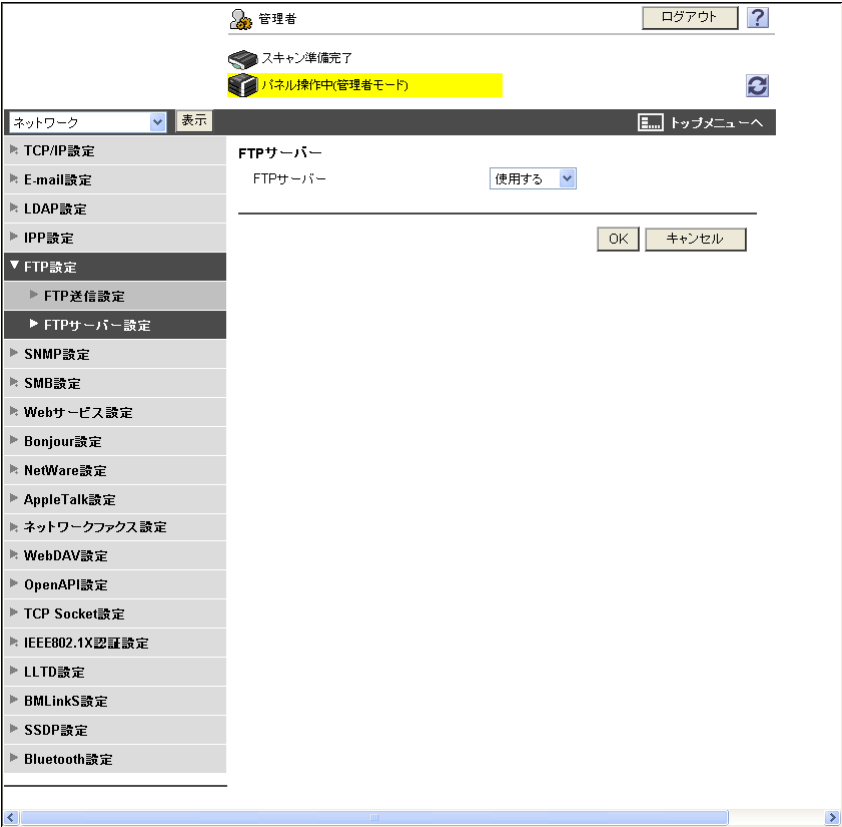 管理者
ログアウト
?
スキャン準備完了
パネル操作中(管理者モード)
ネットワーク
表示
トップメニューへ
TCP/IP設定
E-mail設定
LDAP設定
IPP設定
FTP設定
FTP送信設定
FTPサーバー設定
SNMP設定
SMB設定
Webサービス設定
Bonjour設定
NetWare設定
AppleTalk設定
ネットワークファクス設定
WebDAV設定
OpenAPI設定
TCP Socket設定
IEEE802.1X認証設定
LLTD設定
BMLinkS設定
SSDP設定
Bluetooth設定
FTPサーバー
FTPサーバー 使用する
OK キャンセル